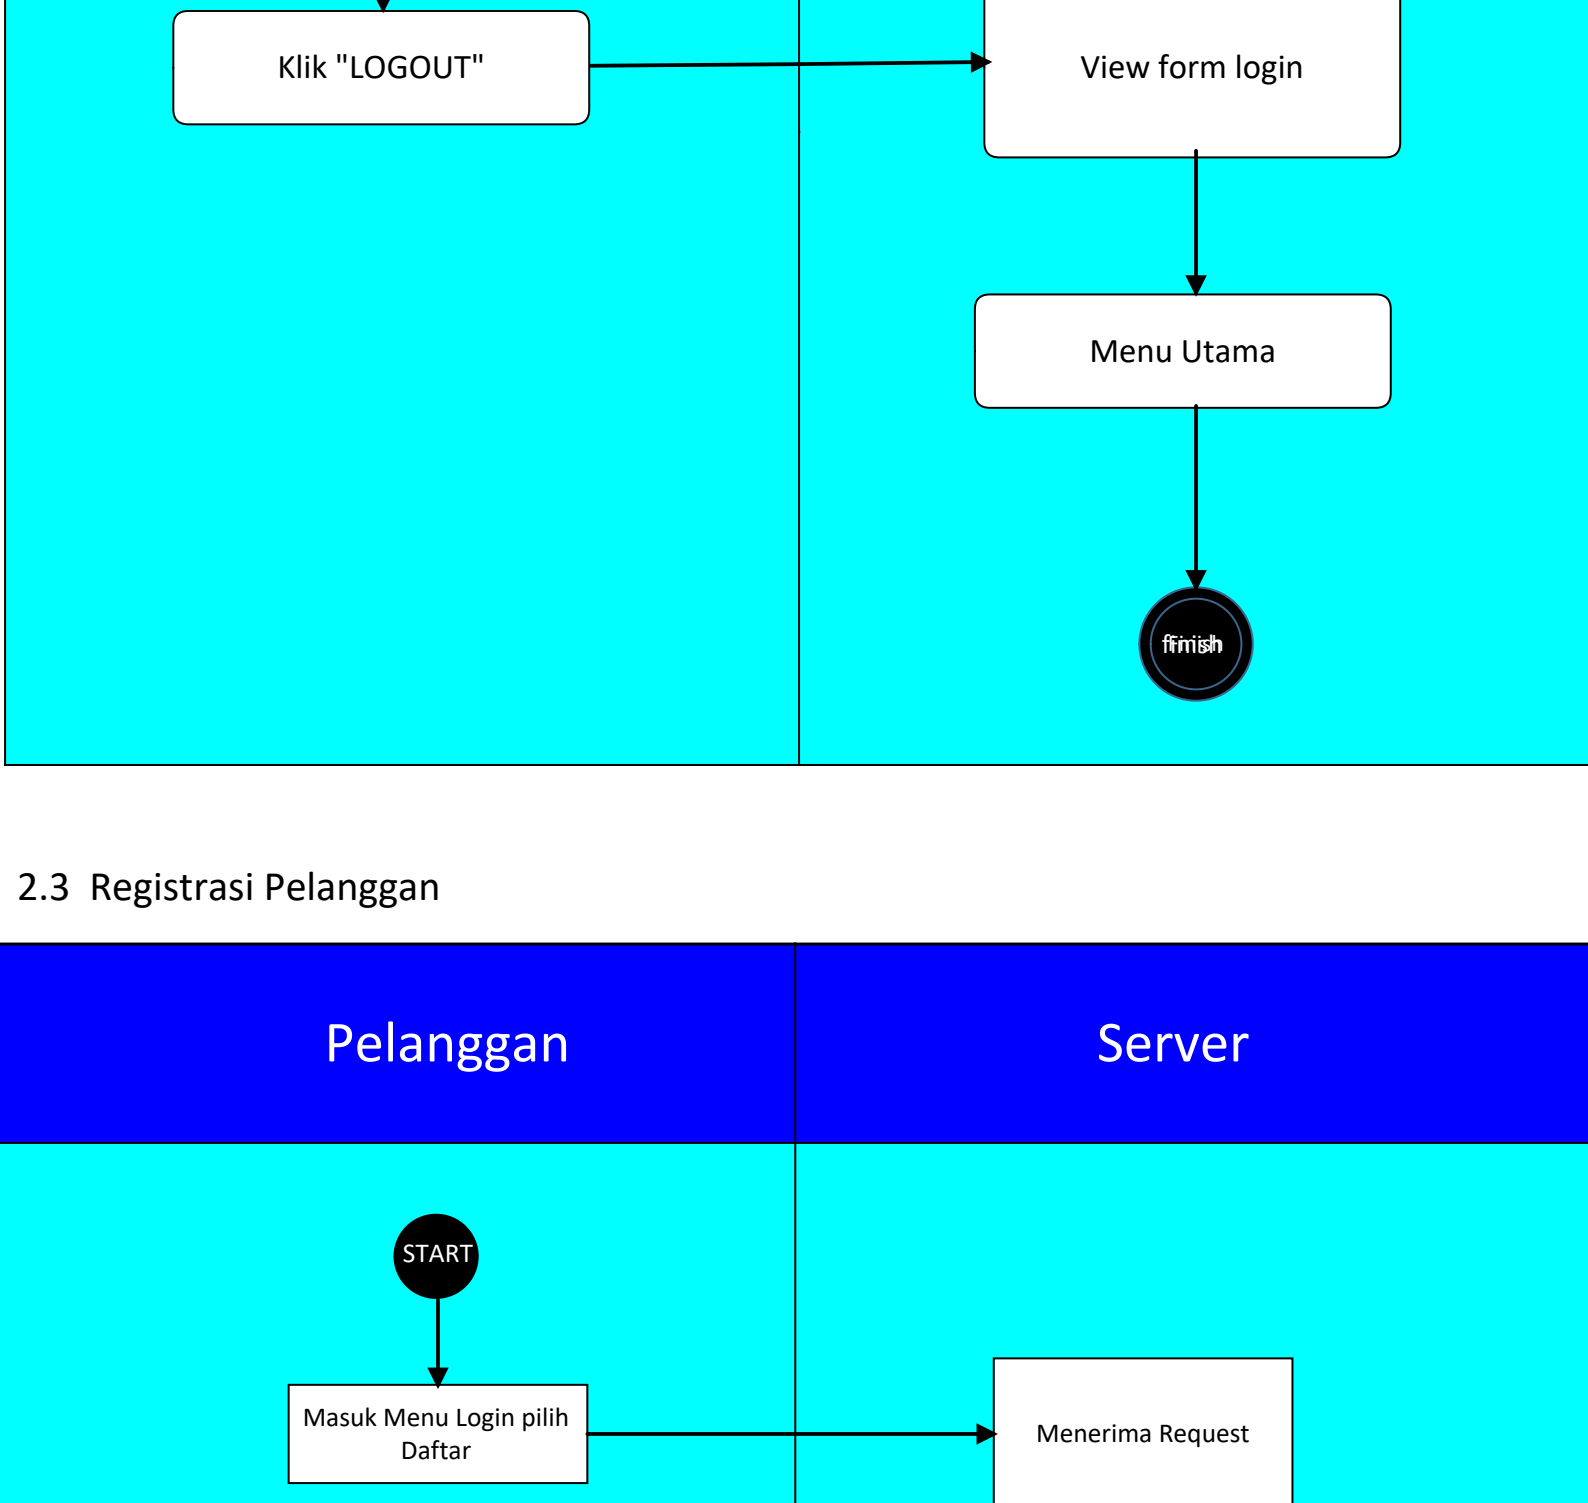 Klik "LOGOUT"
View form login
Menu Utama
finish
2.3 Registrasi Pelanggan
Pelanggan
Server
START
Masuk Menu Login pilih
Daftar
Menerima Request